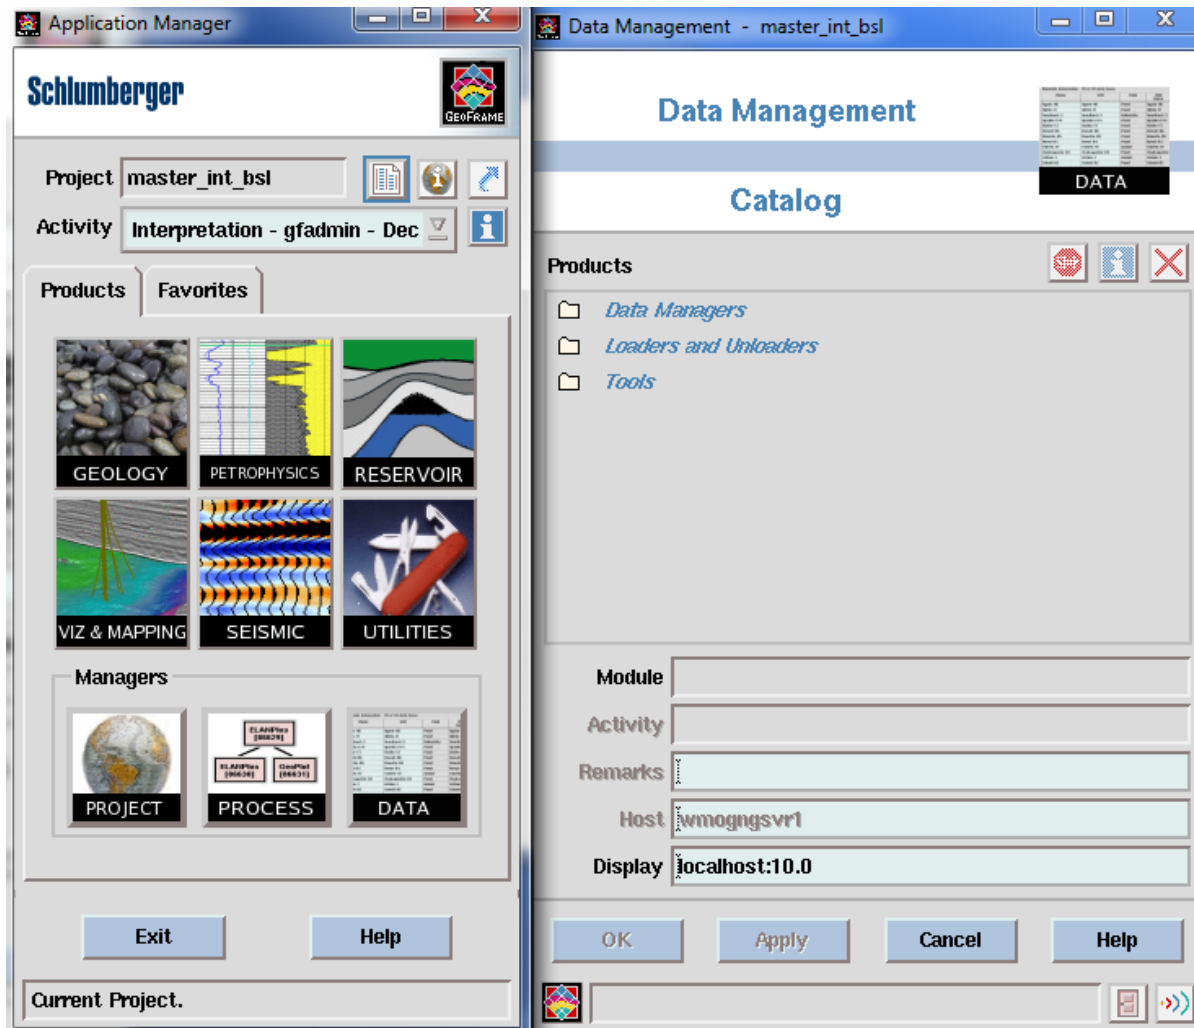 Application Manager
Schlumberger
GEOFRAME
Project master_int_bsl
Activity Interpretation - gfadmin - Dec
Products Favorites
GEOLOGY PETROPHYSICS RESERVOIR
VIZ & MAPPING SEISMIC UTILITIES
Managers
ELANPlus
PROJECT PROCESS DATA
Exit Help
Current Project.
Data Management - master_int_bsl
Data Management
DATA
Catalog
Products
Data Managers
Loaders and Unloaders
Tools
Module
Activity
Remarks
Host wmogngsvr1
Display localhost:10.0
OK Apply Cancel Help